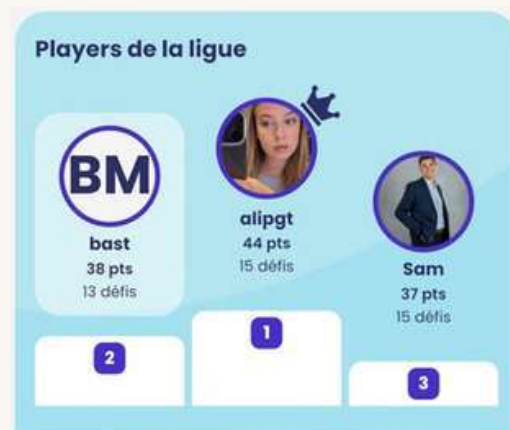 Players de la ligue
BM
bast
38 pts
13 défis
2
alipgt
44 pts
15 défis
1
Sam
37 pts
15 défis
3